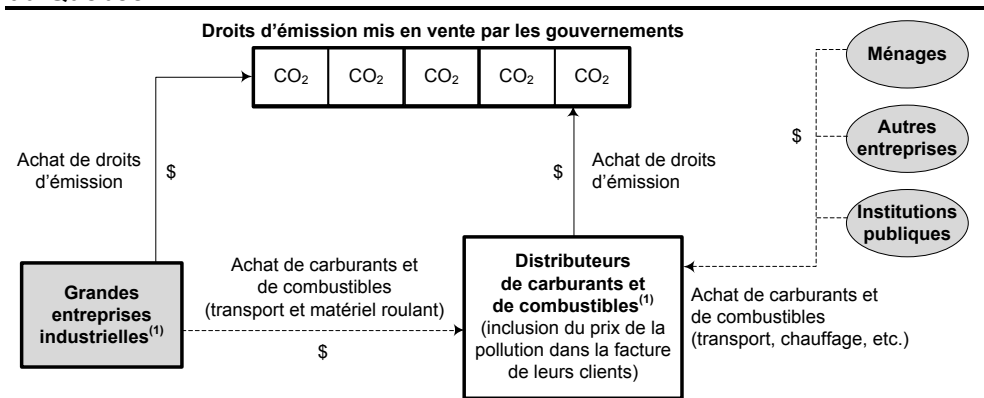 Droits d'émission mis en vente par les gouvernements
CO₂ CO₂ CO₂ CO₂ CO₂
Achat de droits
d'émission
$
$
Achat de droits
d'émission
Ménages
Autres
entreprises
Institutions
publiques
$
Grandes
entreprises
industrielles⁽¹⁾
Achat de carburants et
de combustibles
(transport et matériel roulant)
$
Distributeurs
de carburants et
de combustibles⁽¹⁾
(inclusion du prix de la
pollution dans la facture
de leurs clients)
Achat de carburants et
de combustibles
(transport, chauffage, etc.)